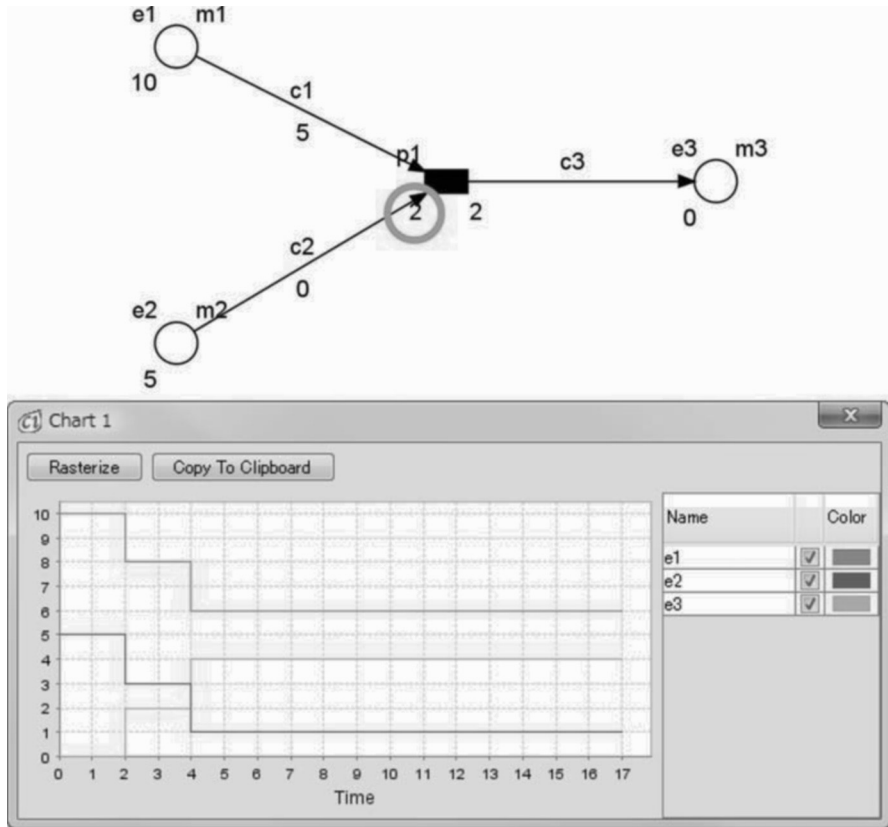 e1 m1
10
c1
5
p1
2 2
c3
e3 m3
0
c2
0
e2 m2
5
Chart 1
Rasterize Copy To Clipboard
Name Color
e1
e2
e3
10
9
8
7
6
5
4
3
2
1
0
0 1 2 3 4 5 6 7 8 9 10 11 12 13 14 15 16 17
Time